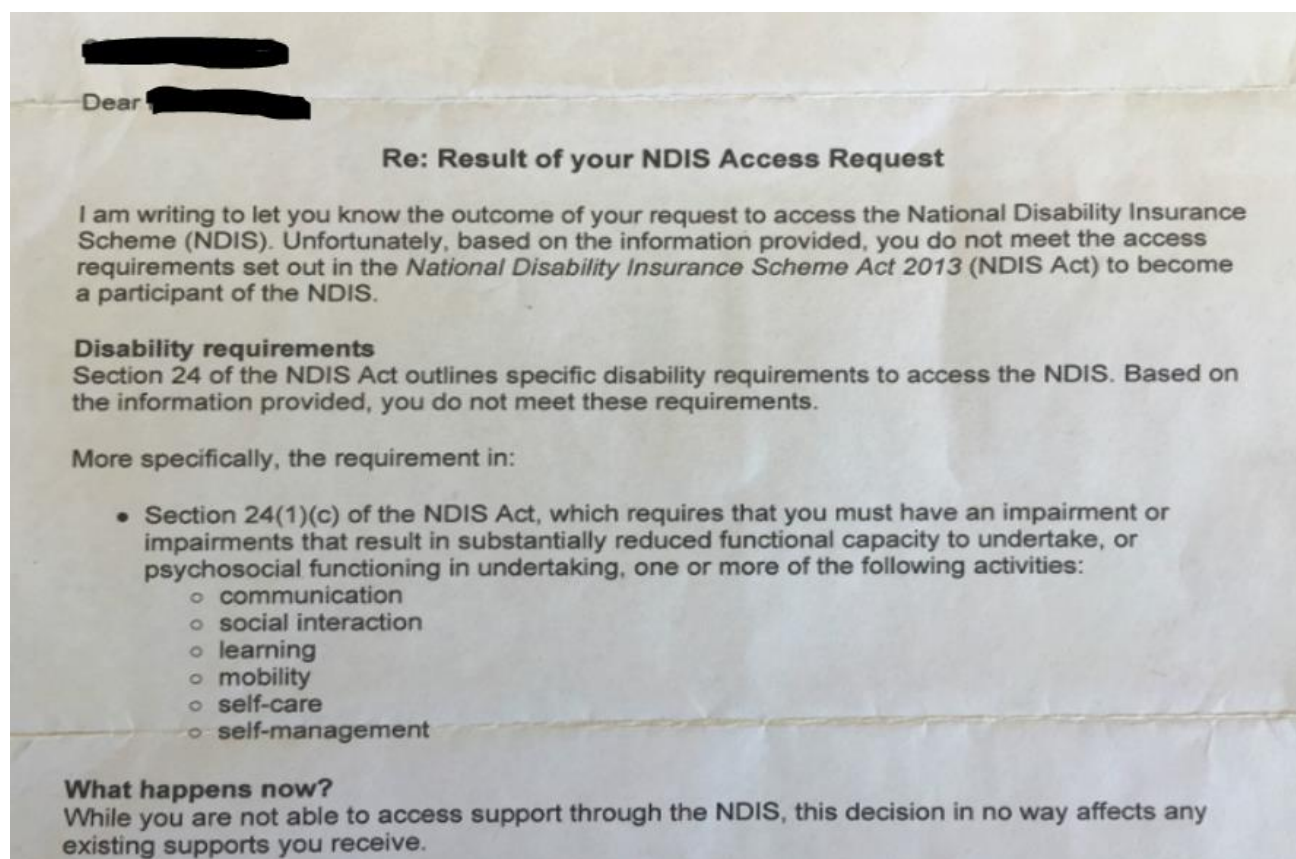 Dear
Re: Result of your NDIS Access Request
I am writing to let you know the outcome of your request to access the National Disability Insurance
Scheme (NDIS). Unfortunately, based on the information provided, you do not meet the access
requirements set out in the National Disability Insurance Scheme Act 2013 (NDIS Act) to become
a participant of the NDIS.
Disability requirements
Section 24 of the NDIS Act outlines specific disability requirements to access the NDIS. Based on
the information provided, you do not meet these requirements.
More specifically, the requirement in:
• Section 24(1)(c) of the NDIS Act, which requires that you must have an impairment or
impairments that result in substantially reduced functional capacity to undertake, or
psychosocial functioning in undertaking, one or more of the following activities:
○ communication
○ social interaction
○ learning
○ mobility
○ self-care
○ self-management
What happens now?
While you are not able to access support through the NDIS, this decision in no way affects any
existing supports you receive.